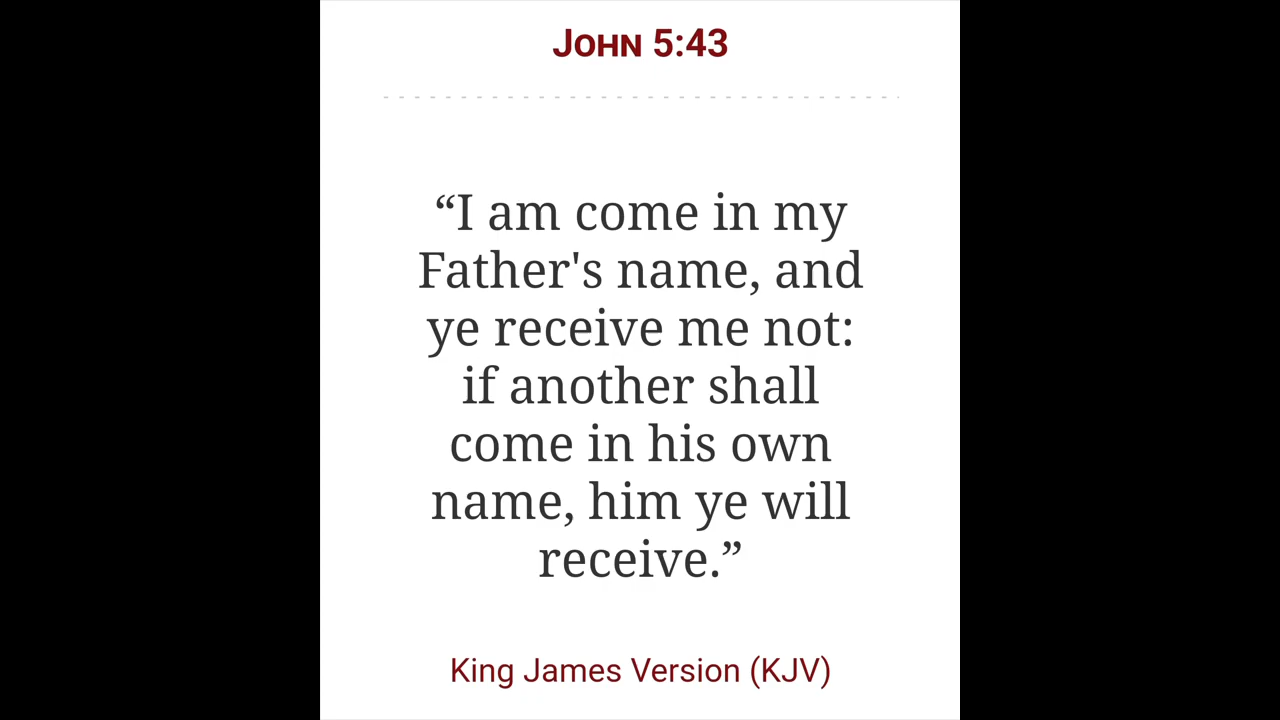 John 5:43
“I am come in my
Father's name, and
ye receive me not:
if another shall
come in his own
name, him ye will
receive.”
King James Version (KJV)